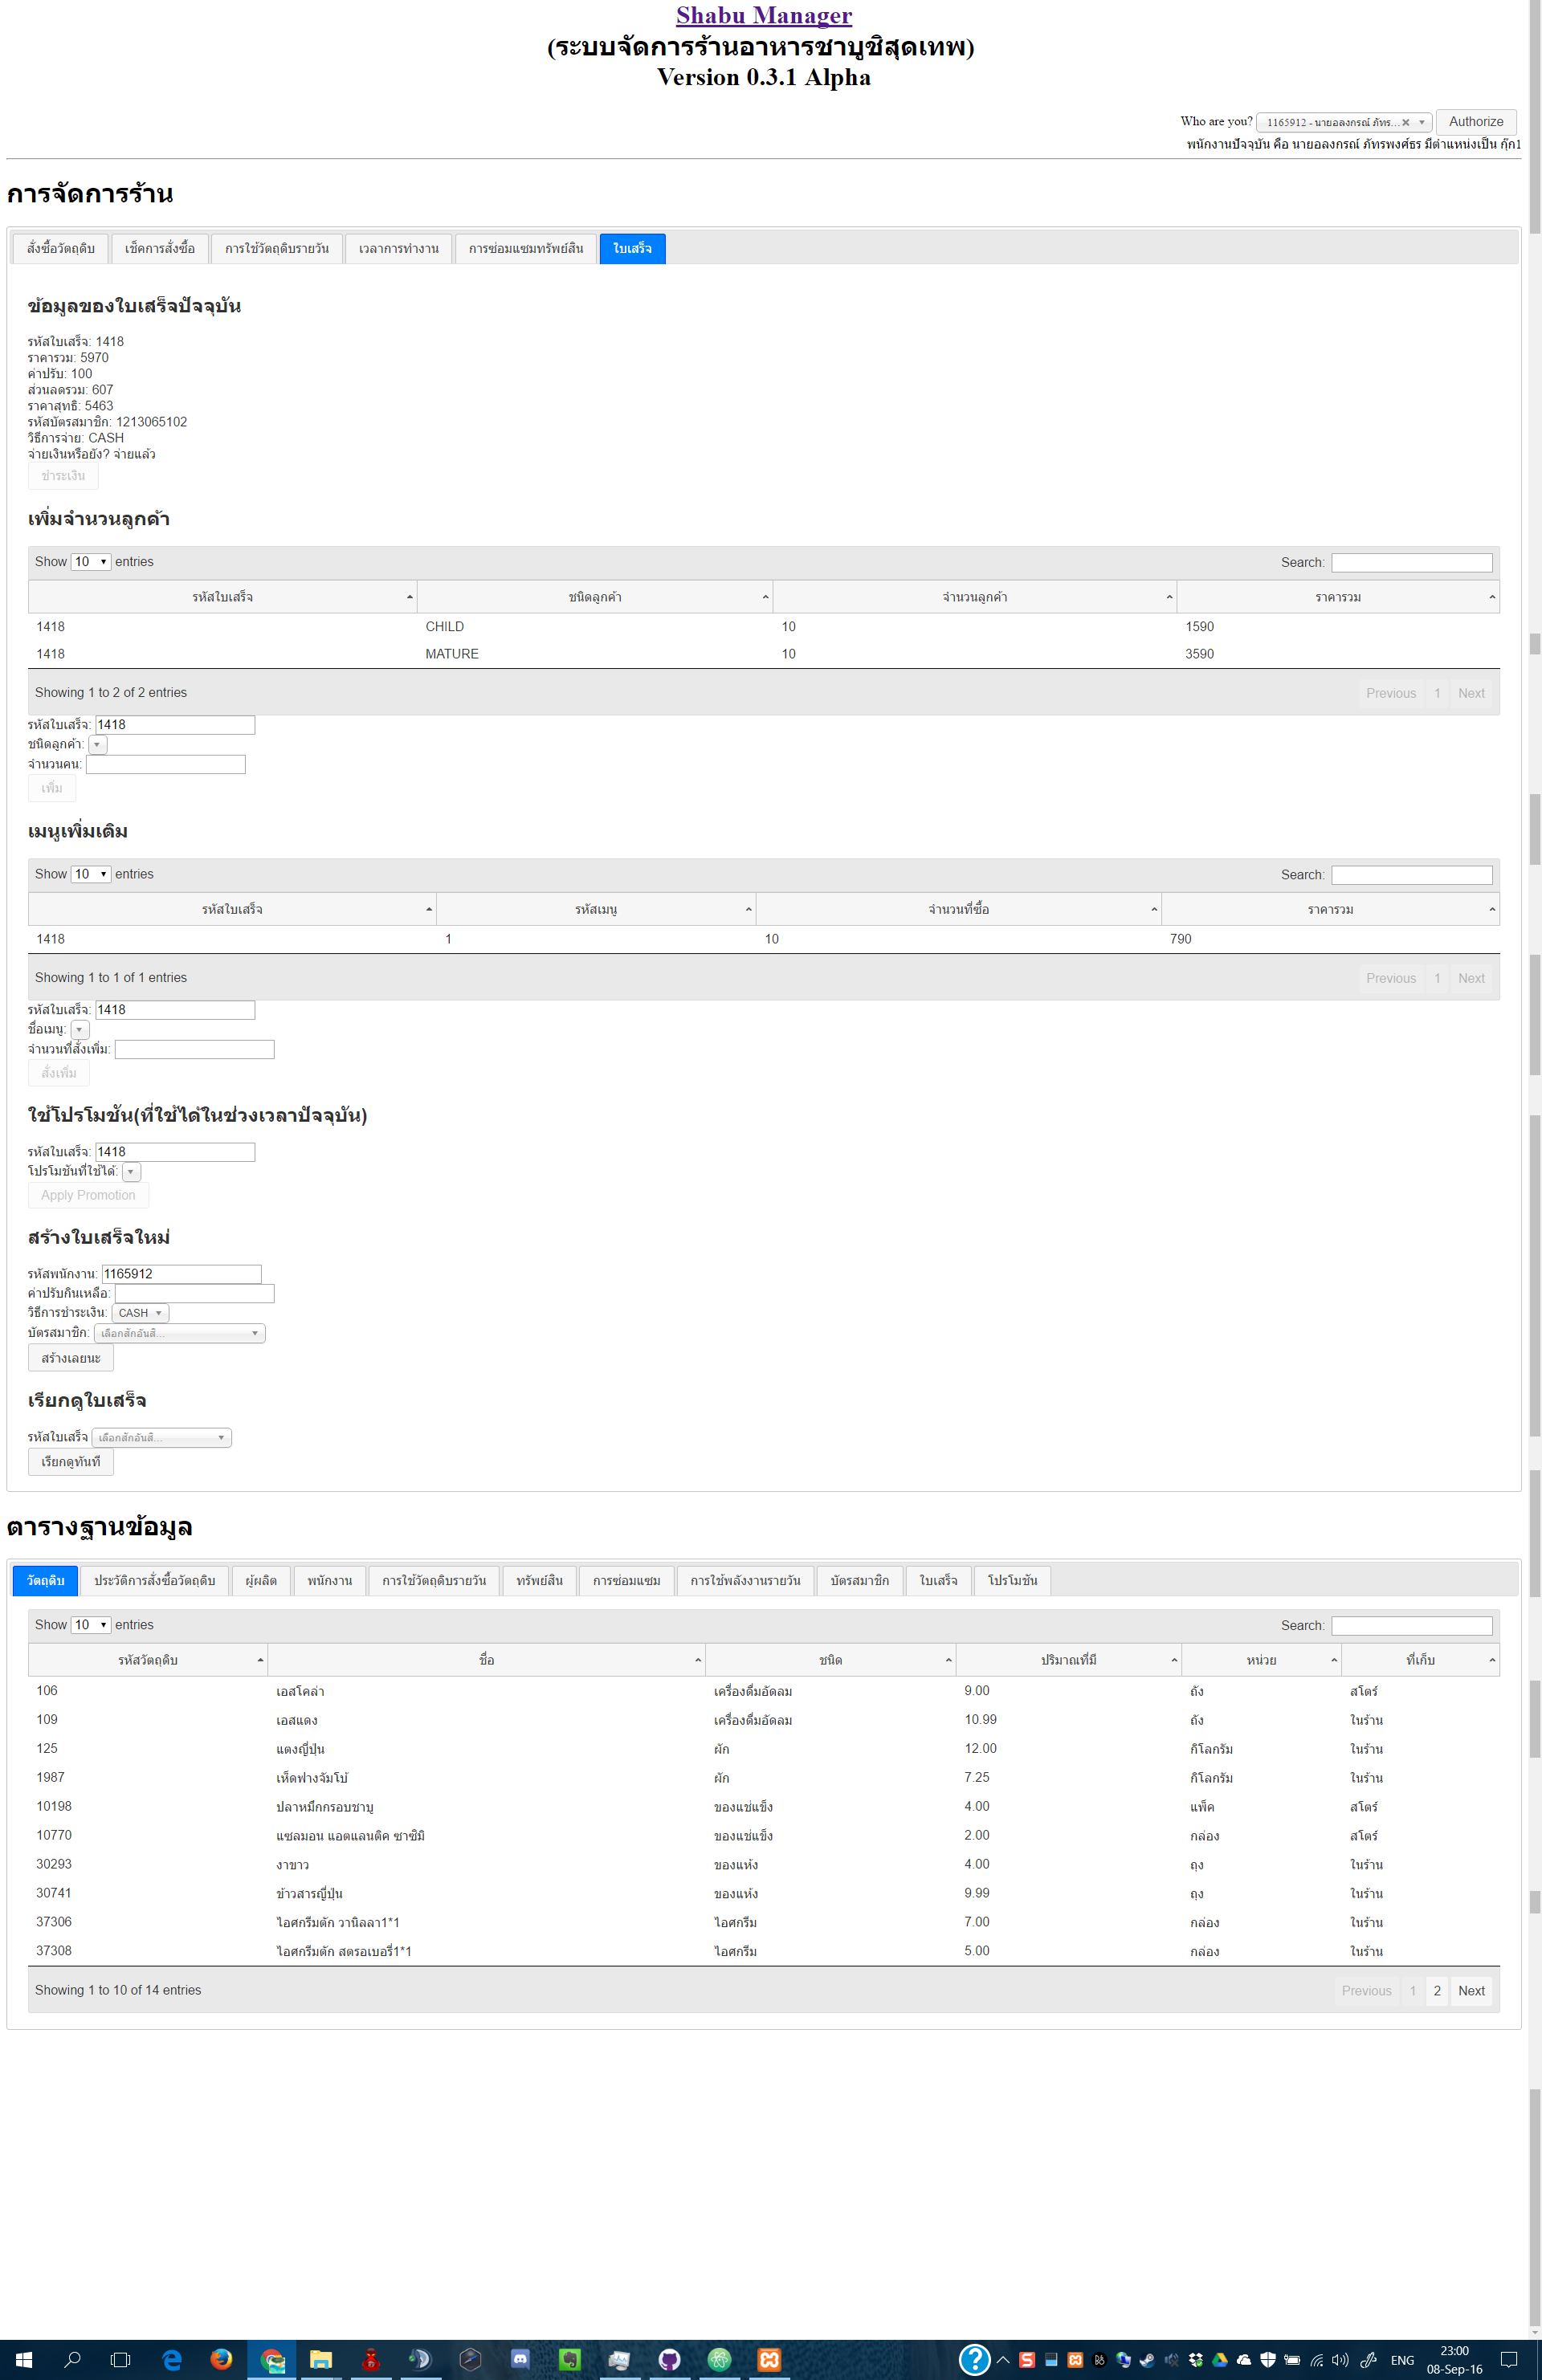 Shabu Manager
(ระบบจัดการร้านอาหารชาบูชิสุดเทพ)
Version 0.3.1 Alpha
Who are you? 1165912 - นายอลงกรณ์ ภัทร... Authorize
พนักงานปัจจุบัน คือ นายอลงกรณ์ ภัทรพงศ์ธร มีตำแหน่งเป็น กุ๊ก1
การจัดการร้าน
สั่งซื้อวัตถุดิบ เช็คการสั่งซื้อ การใช้วัตถุดิบรายวัน เวลาการทำงาน การซ่อมแซมทรัพย์สิน ใบเสร็จ
ข้อมูลของใบเสร็จปัจจุบัน
รหัสใบเสร็จ: 1418
ราคารวม: 5970
ค่าปรับ: 100
ส่วนลดรวม: 607
ราคาสุทธิ: 5463
รหัสบัตรสมาชิก: 1213065102
วิธีการจ่าย: CASH
จ่ายเงินหรือยัง? จ่ายแล้ว
ชำระเงิน
เพิ่มจำนวนลูกค้า
Show 10 entries Search:
รหัสใบเสร็จ ชนิดลูกค้า จำนวนลูกค้า ราคารวม
1418 CHILD 10 1590
1418 MATURE 10 3590
Showing 1 to 2 of 2 entries Previous 1 Next
รหัสใบเสร็จ: 1418
ชนิดลูกค้า:
จำนวนคน:
เพิ่ม
เมนูเพิ่มเติม
Show 10 entries Search:
รหัสใบเสร็จ รหัสเมนู จำนวนที่ซื้อ ราคารวม
1418 1 10 790
Showing 1 to 1 of 1 entries Previous 1 Next
รหัสใบเสร็จ: 1418
ชื่อเมนู:
จำนวนที่สั่งเพิ่ม:
สั่งเพิ่ม
ใช้โปรโมชัน(ที่ใช้ได้ในช่วงเวลาปัจจุบัน)
รหัสใบเสร็จ: 1418
โปรโมชันที่ใช้ได้:
Apply Promotion
สร้างใบเสร็จใหม่
รหัสพนักงาน: 1165912
ค่าปรับกินเหลือ:
วิธีการชำระเงิน: CASH
บัตรสมาชิก: เลือกสักอันสิ...
สร้างเลยนะ
เรียกดูใบเสร็จ
รหัสใบเสร็จ เลือกสักอันสิ...
เรียกดูทันที
ตารางฐานข้อมูล
วัตถุดิบ ประวัติการสั่งซื้อวัตถุดิบ ผู้ผลิต พนักงาน การใช้วัตถุดิบรายวัน ทรัพย์สิน การซ่อมแซม การใช้พลังงานรายวัน บัตรสมาชิก ใบเสร็จ โปรโมชัน
Show 10 entries Search:
รหัสวัตถุดิบ ชื่อ ชนิด ปริมาณที่มี หน่วย ที่เก็บ
106 เอสโคล่า เครื่องดื่มอัดลม 9.00 ถัง สโตร์
109 เอสแดง เครื่องดื่มอัดลม 10.99 ถัง ในร้าน
125 แตงญี่ปุ่น ผัก 12.00 กิโลกรัม ในร้าน
1987 เห็ดฟางจัมโบ้ ผัก 7.25 กิโลกรัม ในร้าน
10198 ปลาหมึกกรอบชาบู ของแช่แข็ง 4.00 แพ็ค สโตร์
10770 แซลมอน แอตแลนติค ซาซิมิ ของแช่แข็ง 2.00 กล่อง สโตร์
30293 งาขาว ของแห้ง 4.00 ถุง ในร้าน
30741 ข้าวสารญี่ปุ่น ของแห้ง 9.99 ถุง ในร้าน
37306 ไอศกรีมตัก วานิลลา1*1 ไอศกรีม 7.00 กล่อง ในร้าน
37308 ไอศกรีมตัก สตรอเบอรี่1*1 ไอศกรีม 5.00 กล่อง ในร้าน
Showing 1 to 10 of 14 entries Previous 1 2 Next
ENG 23:00
08-Sep-16